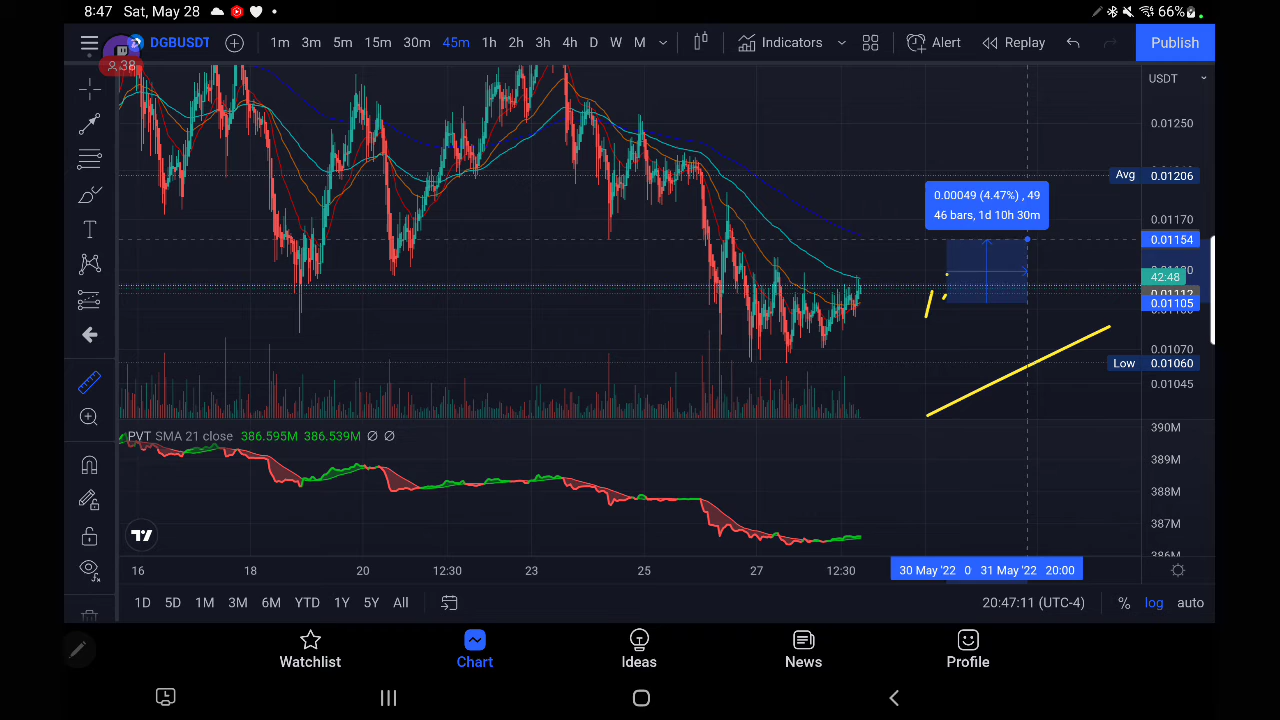 8:47 Sat, May 28
66%
DGBUSDT
1m 3m 5m 15m 30m 45m 1h 2h 3h 4h D W M
Indicators
Alert
Replay
Publish
38
USDT
0.01250
Avg 0.01206
0.00049 (4.47%) , 49
46 bars, 1d 10h 30m
0.01170
0.01154
42.48
0.01112
0.01105
0.01070
Low 0.01060
0.01045
PVT SMA 21 close 386.595M 386.539M ∅ ∅
390M
389M
388M
387M
386M
16 18 20 12:30 23 25 27 12:30 30 May '22 0 31 May '22 20:00
1D 5D 1M 3M 6M YTD 1Y 5Y All
20:47:11 (UTC-4) % log auto
Watchlist Chart Ideas News Profile